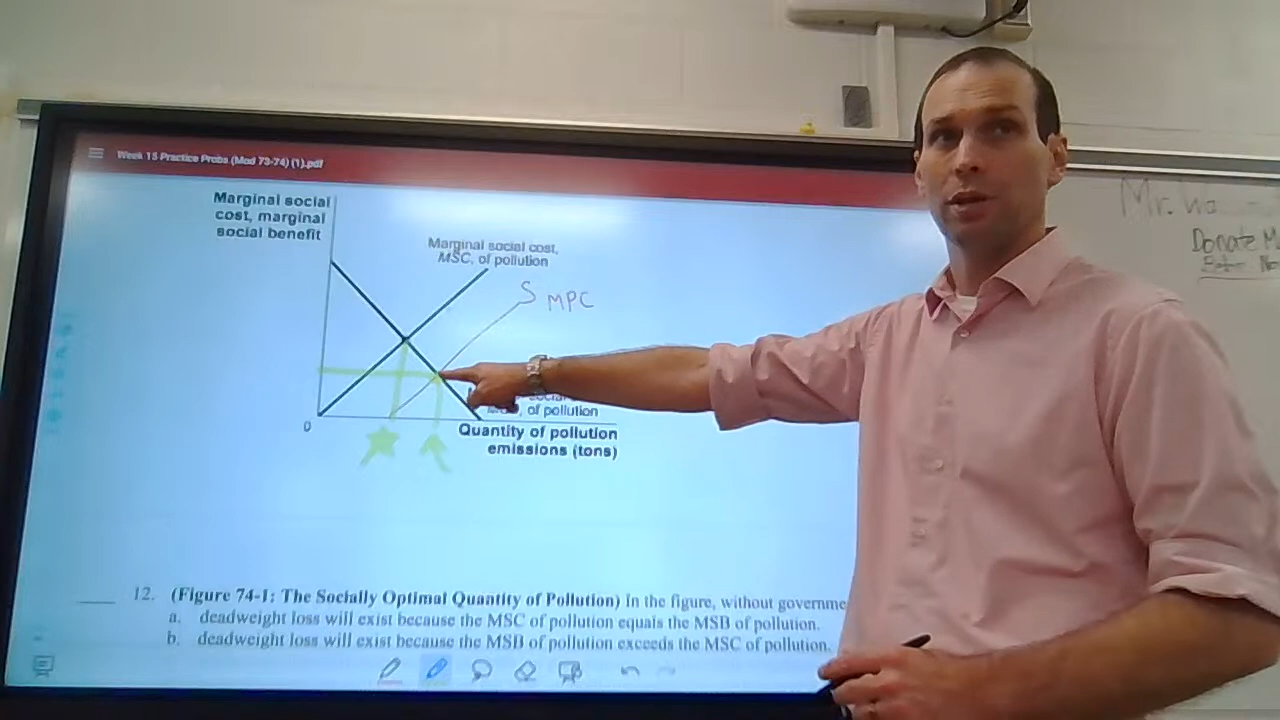 Week 15 Practice Probs (Mod 73-74) (1).pdf
Marginal social
cost, marginal
social benefit
Marginal social cost,
MSC, of pollution
S MPC
of pollution
0
Quantity of pollution
emissions (tons)
12. (Figure 74-1: The Socially Optimal Quantity of Pollution) In the figure, without governme
a. deadweight loss will exist because the MSC of pollution equals the MSB of pollution.
b. deadweight loss will exist because the MSB of pollution exceeds the MSC of pollution.
Mr. Wa
Donate M